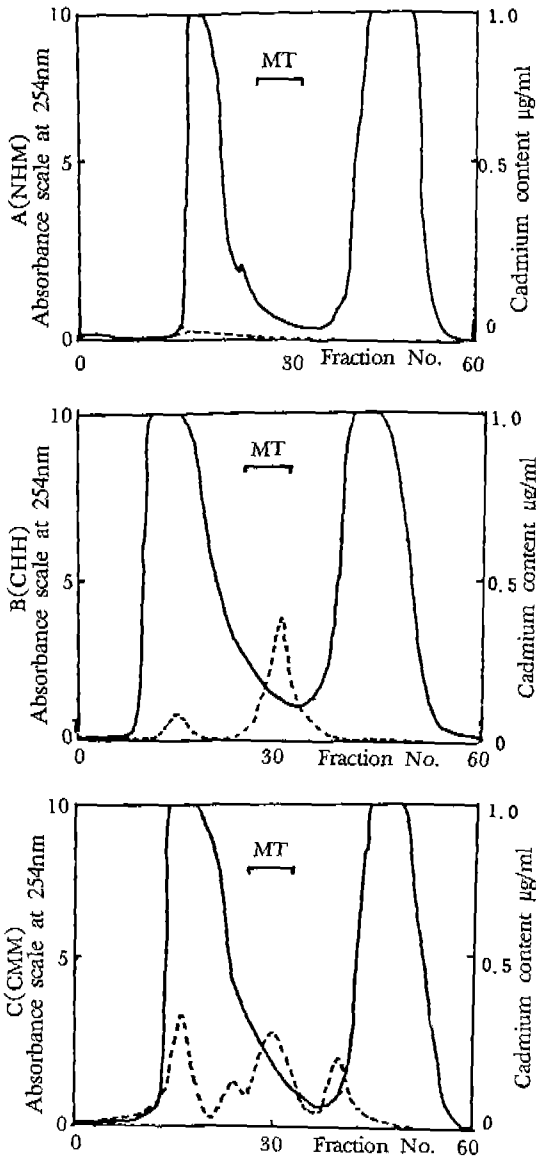 10
1.0
MT
A(NHM)
Absorbance scale at 254nm
5
0.5
Cadmium content µg/ml
0
0
0
30
Fraction No.
60
10
1.0
MT
B(CHH)
Absorbance scale at 254nm
5
0.5
Cadmium content µg/ml
0
0
0
30
Fraction No.
60
10
1.0
MT
C(CMM)
Absorbance scale at 254nm
5
0.5
Cadmium content µg/ml
0
0
0
30
Fraction No.
60